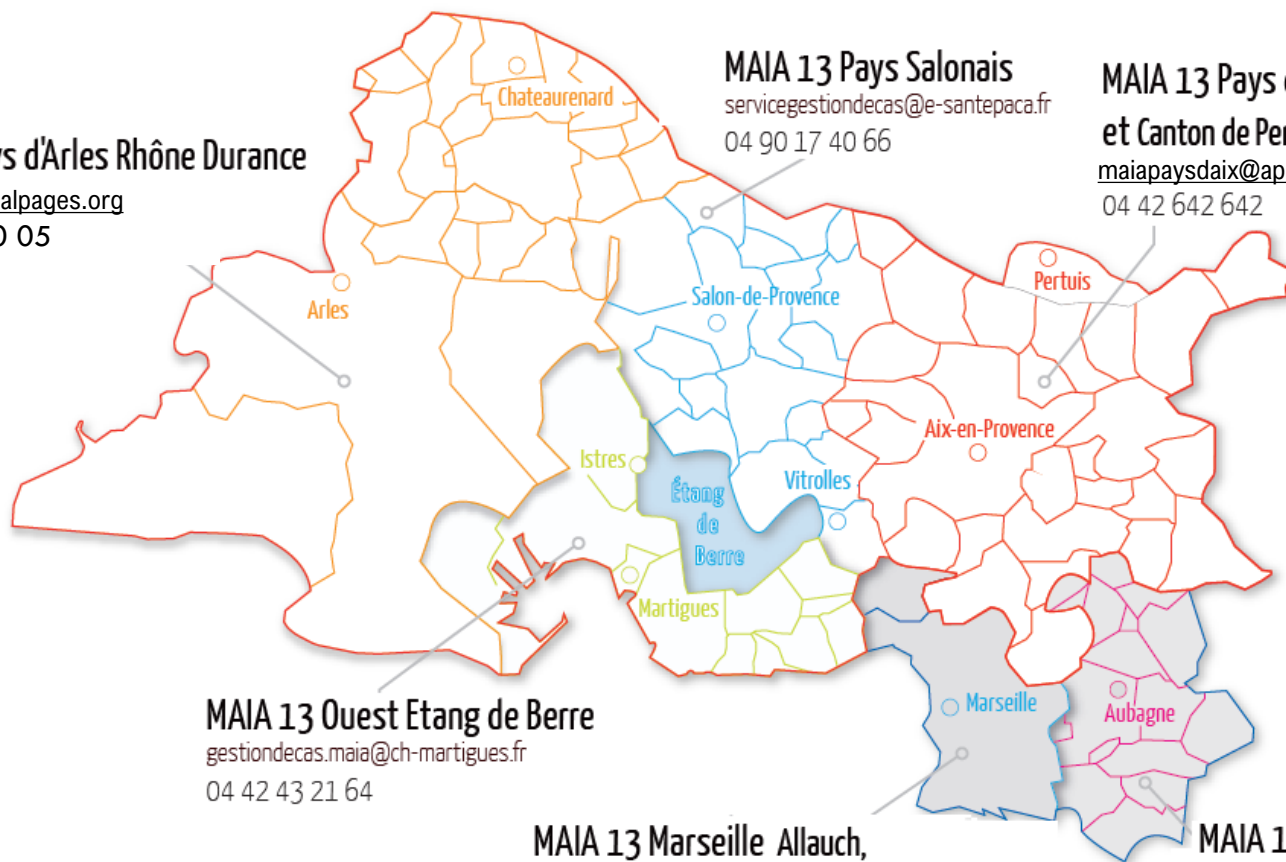 MAIA 13 Pays Salonais
servicegestiondecas@e-santepaca.fr
04 90 17 40 66
MAIA 13 Pays
et Canton de Per
maiapaysdaix@ap
04 42 642 642
s d'Arles Rhône Durance
alpages.org
05
Chateaurenard
Arles
Salon-de-Provence
Pertuis
Aix-en-Provence
Istres
Étang
de
Berre
Vitrolles
Martigues
Marseille
Aubagne
MAIA 13 Ouest Etang de Berre
gestiondecas.maia@ch-martigues.fr
04 42 43 21 64
MAIA 13 Marseille Allauch,
MAIA 1